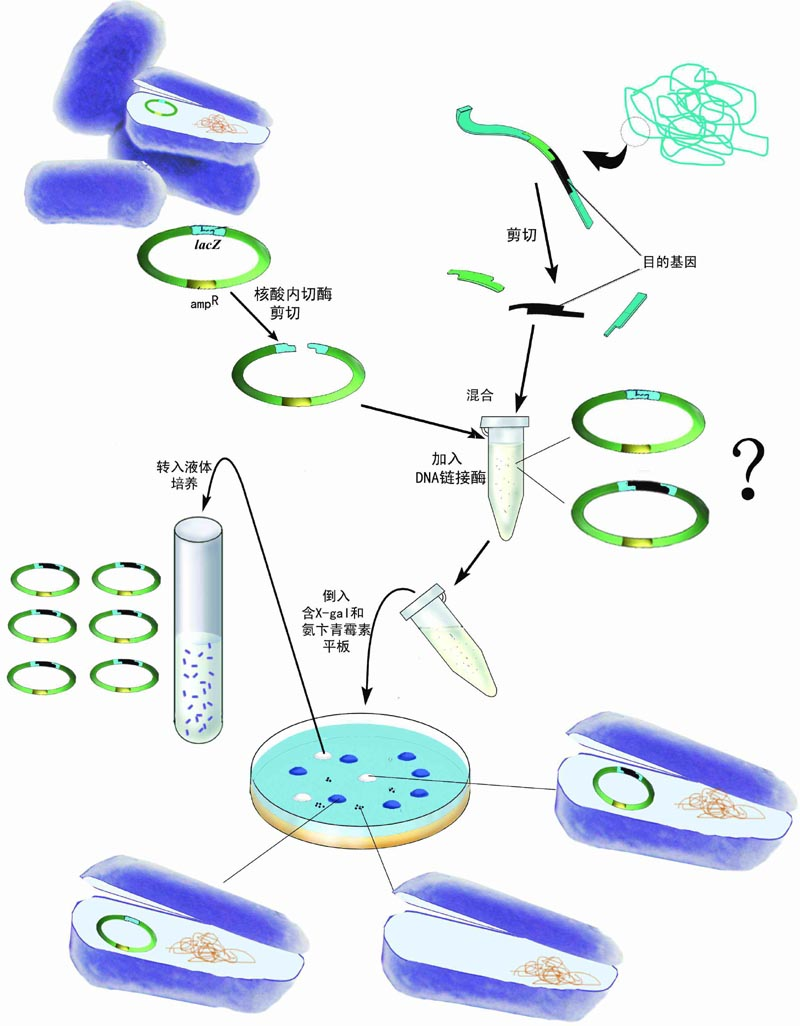 lacZ
ampR
核酸内切酶
剪切
剪切
目的基因
混合
加入
DNA链接酶
?
转入液体
培养
倒入
含X-gal和
氨卞青霉素
平板